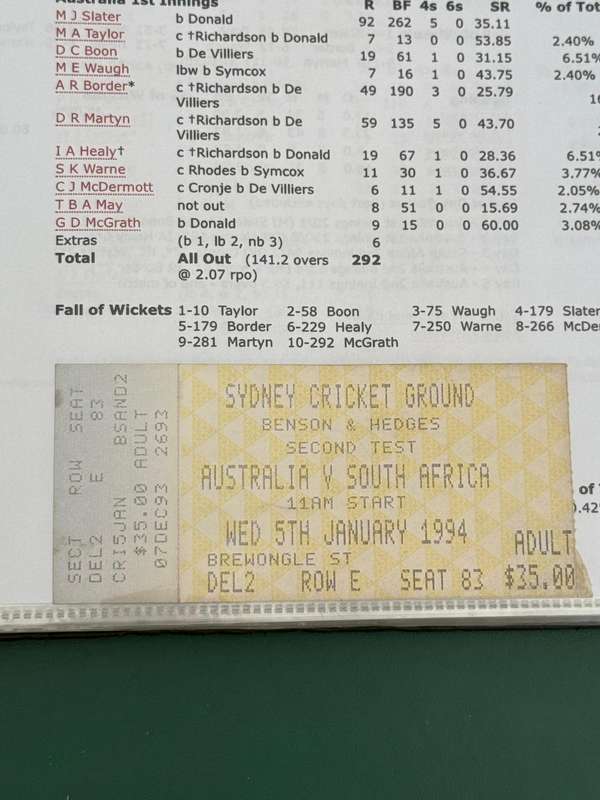 Australia 1st Innings R BF 4s 6s SR % of Tot
M J Slater b Donald 92 262 5 0 35.11
M A Taylor c †Richardson b Donald 7 13 0 0 53.85 2.40%
D C Boon b De Villiers 19 61 1 0 31.15 6.51%
M E Waugh lbw b Symcox 7 16 1 0 43.75 2.40%
A R Border* c †Richardson b De Villiers 49 190 3 0 25.79 16
D R Martyn c †Richardson b De Villiers 59 135 5 0 43.70 2
I A Healy† c †Richardson b Donald 19 67 1 0 28.36 6.51%
S K Warne c Rhodes b Symcox 11 30 1 0 36.67 3.77%
C J McDermott c Cronje b De Villiers 6 11 1 0 54.55 2.05%
T B A May not out 8 51 0 0 15.69 2.74%
G D McGrath b Donald 9 15 0 0 60.00 3.08%
Extras (b 1, lb 2, nb 3) 6
Total All Out (141.2 overs 292
@ 2.07 rpo)
Fall of Wickets 1-10 Taylor 2-58 Boon 3-75 Waugh 4-179 Slater
5-179 Border 6-229 Healy 7-250 Warne 8-266 McDe
9-281 Martyn 10-292 McGrath
SECT ROW SEAT
DEL2 E 83
CRI5JAN BSAND2
$35.00 ADULT
07DEC93 2693
SYDNEY CRICKET GROUND
BENSON & HEDGES
SECOND TEST
AUSTRALIA V SOUTH AFRICA
11AM START
WED 5TH JANUARY 1994
BREWONGLE ST
ADULT
DEL2 ROW E SEAT 83 $35.00
of
0.42